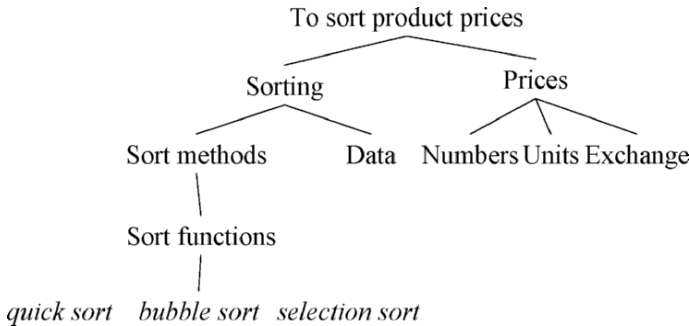 To sort product prices
Sorting Prices
Sort methods Data Numbers Units Exchange
Sort functions
quick sort bubble sort selection sort